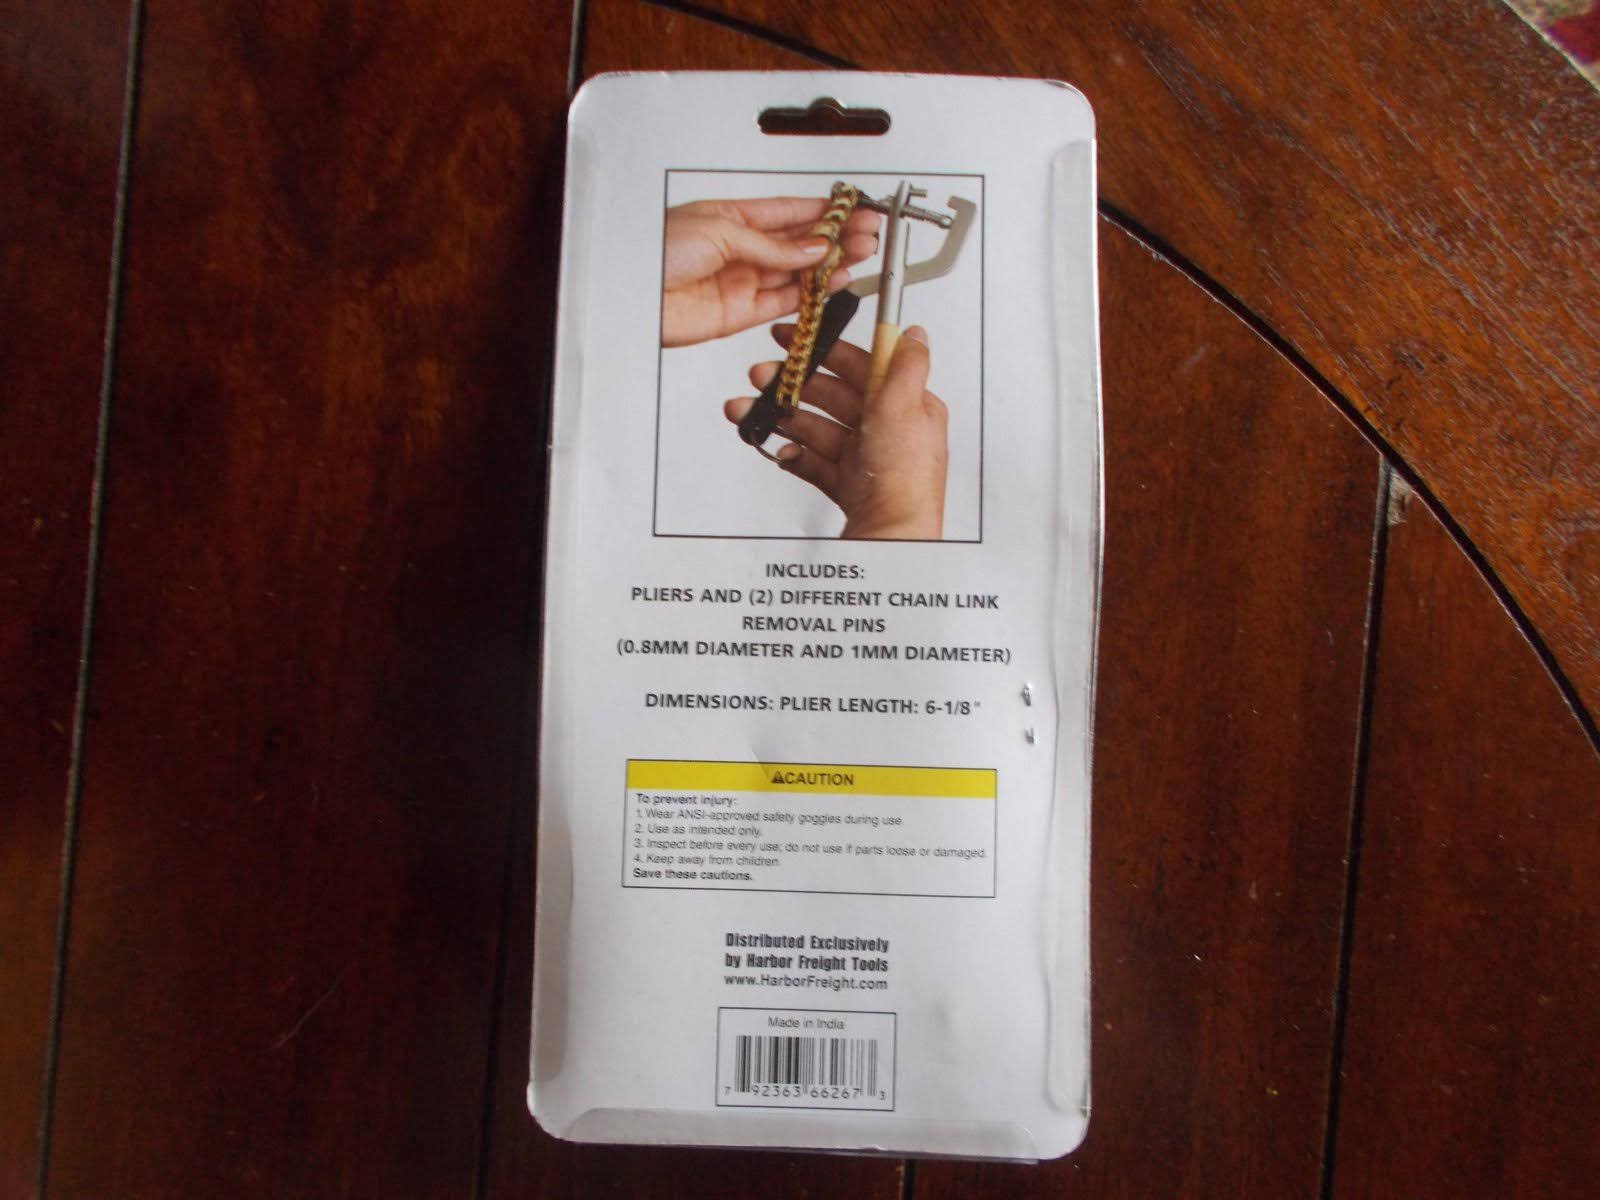 INCLUDES:
PLIERS AND (2) DIFFERENT CHAIN LINK
REMOVAL PINS
(0.8MM DIAMETER AND 1MM DIAMETER)
DIMENSIONS: PLIER LENGTH: 6-1/8"
⚠CAUTION
To prevent injury:
1. Wear ANSI-approved safety goggles during use.
2. Use as intended only.
3. Inspect before every use; do not use if parts loose or damaged.
4. Keep away from children.
Save these cautions.
Distributed Exclusively
by Harbor Freight Tools
www.HarborFreight.com
Made in India
7 92363 66267 3